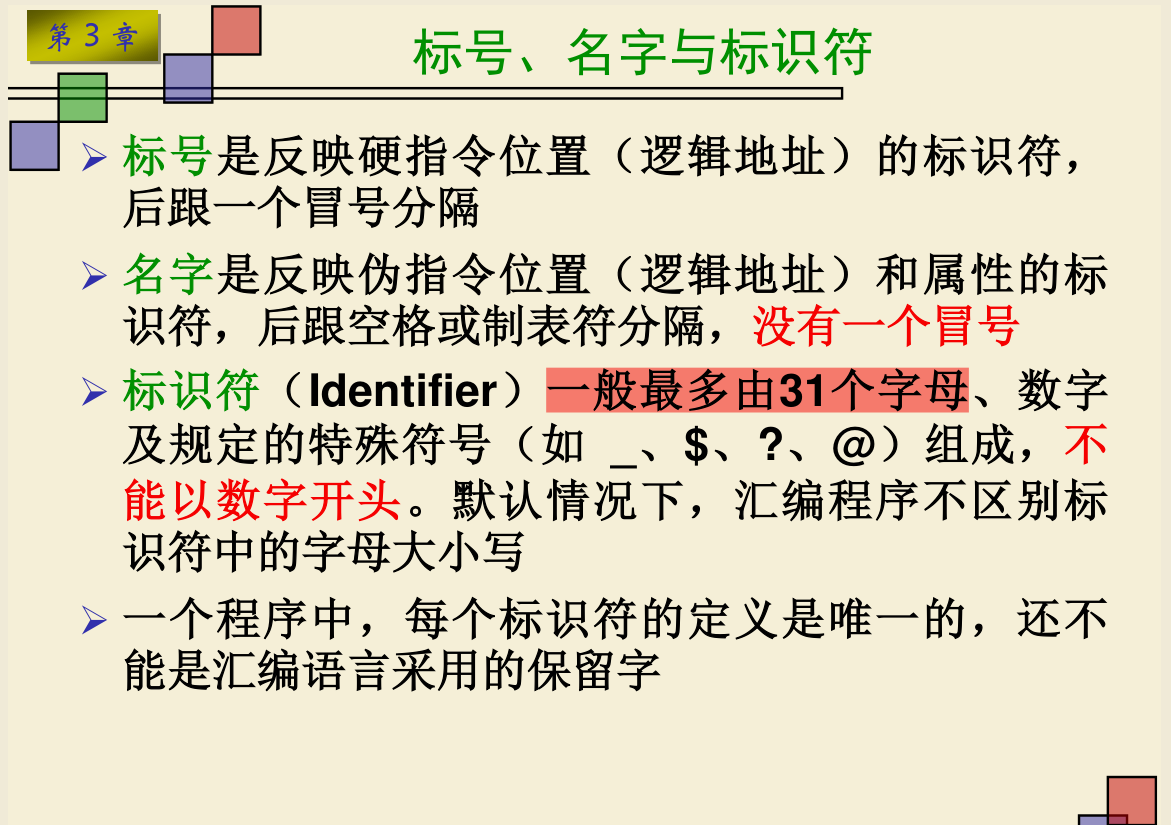 第 3 章
标号、名字与标识符
标号是反映硬指令位置（逻辑地址）的标识符，
后跟一个冒号分隔
名字是反映伪指令位置（逻辑地址）和属性的标
识符，后跟空格或制表符分隔，没有一个冒号
标识符（Identifier）一般最多由31个字母、数字
及规定的特殊符号（如 _、$、?、@）组成，不
能以数字开头。默认情况下，汇编程序不区别标
识符中的字母大小写
一个程序中，每个标识符的定义是唯一的，还不
能是汇编语言采用的保留字